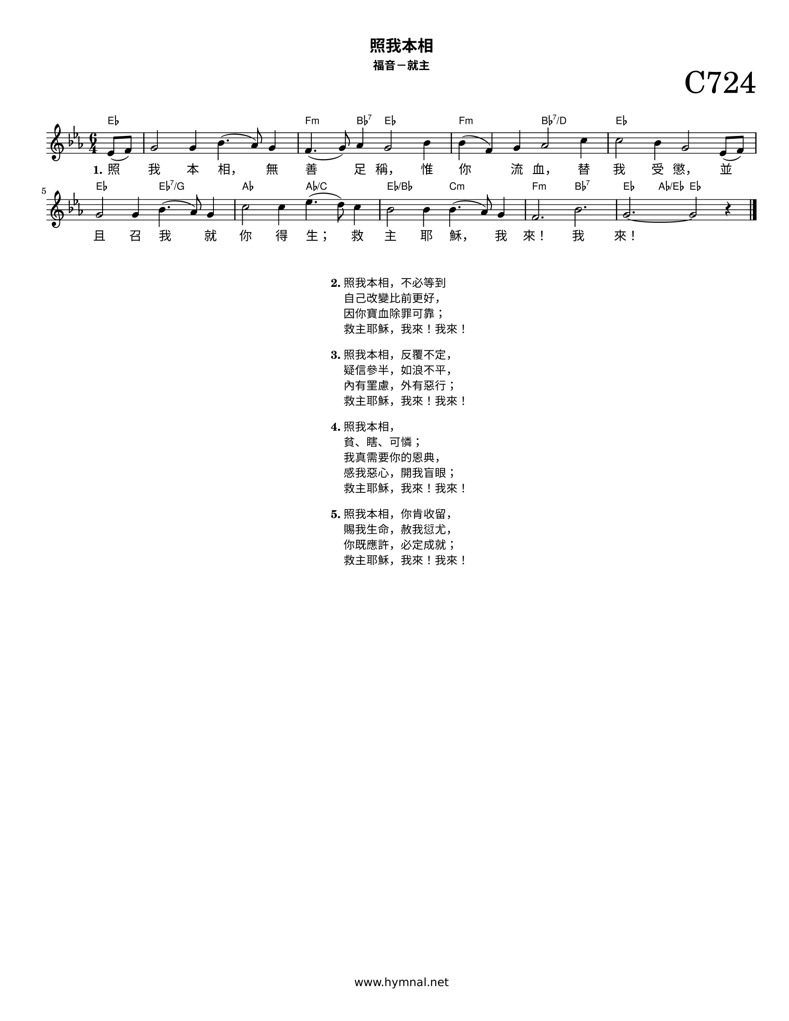 照我本相
福音－就主
C724
E♭ Fm B♭7 E♭ Fm B♭7/D E♭
6
4
1. 照 我 本 相， 無 善 足 稱， 惟 你 流 血， 替 我 受 懲， 並
5
E♭ E♭7/G A♭ A♭/C E♭/B♭ Cm Fm B♭7 E♭ A♭/E♭ E♭
且 召 我 就 你 得 生； 救 主 耶 穌， 我 來！ 我 來！
2. 照我本相，不必等到
自己改變比前更好，
因你寶血除罪可靠；
救主耶穌，我來！我來！
3. 照我本相，反覆不定，
疑信參半，如浪不平，
內有罣慮，外有惡行；
救主耶穌，我來！我來！
4. 照我本相，
貧、瞎、可憐；
我真需要你的恩典，
感我惡心，開我盲眼；
救主耶穌，我來！我來！
5. 照我本相，你肯收留，
賜我生命，赦我愆尤，
你既應許，必定成就；
救主耶穌，我來！我來！
www.hymnal.net